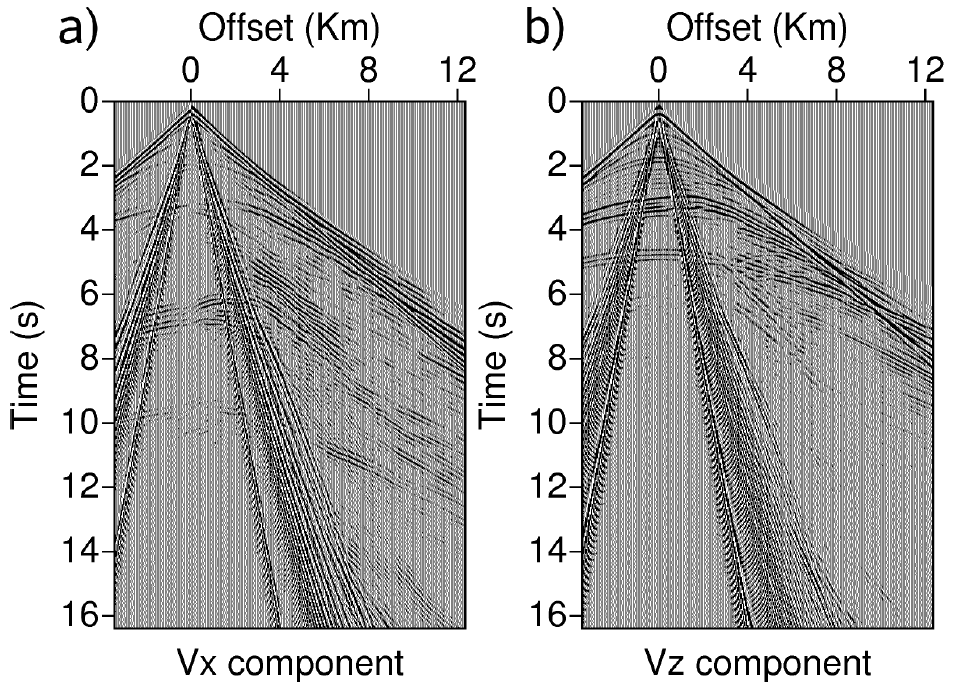 a) Offset (Km)
0 4 8 12
0
2
4
6
8
10
12
14
16
Time (s)
Vx component
b) Offset (Km)
0 4 8 12
0
2
4
6
8
10
12
14
16
Time (s)
Vz component